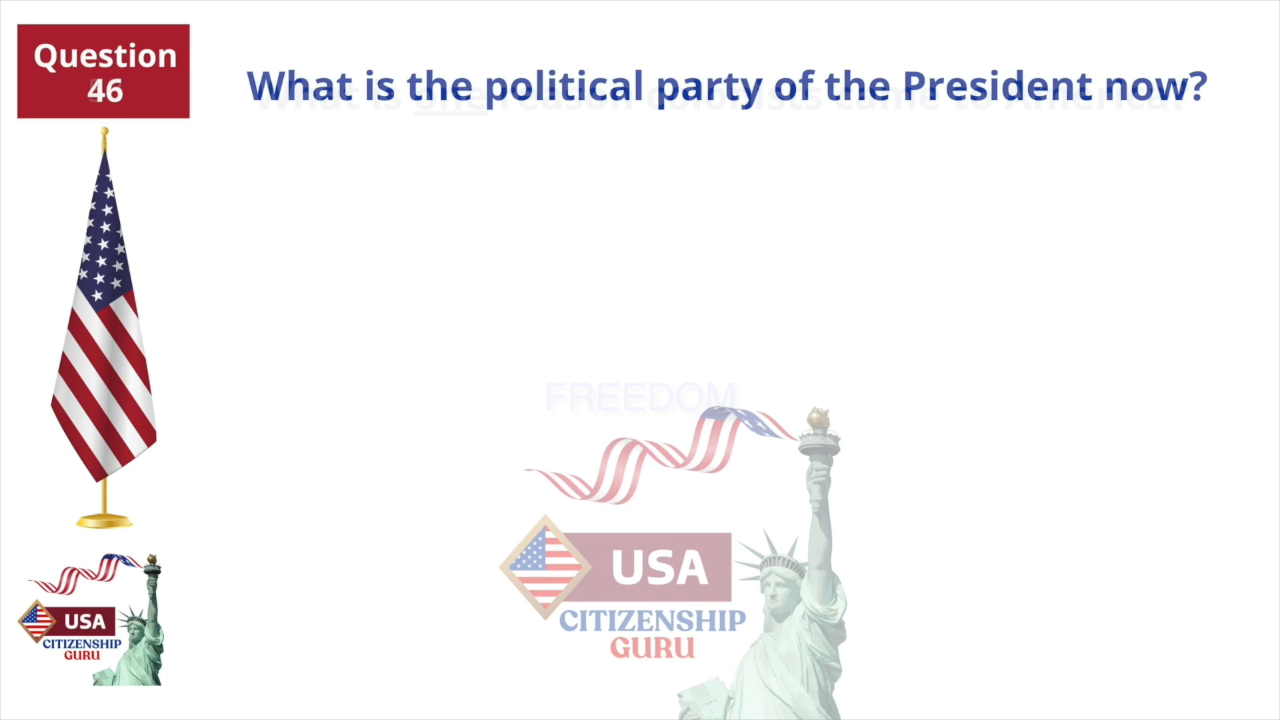 Question
46
What is the political party of the President now?
FREEDOM
USA
CITIZENSHIP
GURU
USA
CITIZENSHIP
GURU